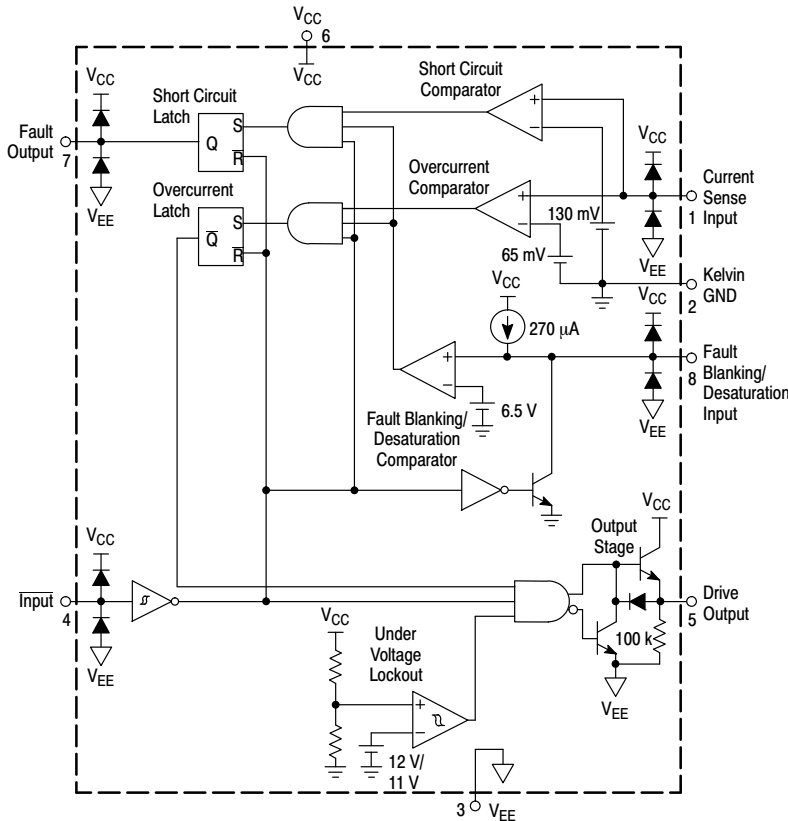 VCC
6
VCC
VCC
Short Circuit
Latch
Short Circuit
Comparator
Fault
Output
7
S
Q
R̅
+
−
VCC
VEE
Overcurrent
Latch
Overcurrent
Comparator
Current
Sense
Input
1
S
Q̅
R̅
+
−
130 mV
65 mV
VEE
Kelvin
GND
2
VCC
270 µA
VCC
+
−
6.5 V
Fault
Blanking/
Desaturation
Input
8
VEE
Fault Blanking/
Desaturation
Comparator
VCC
Output
Stage
VCC
I̅n̅p̅u̅t̅
4
VEE
Drive
Output
5
100 k
VEE
VCC
Under
Voltage
Lockout
+
−
12 V/
11 V
3
VEE